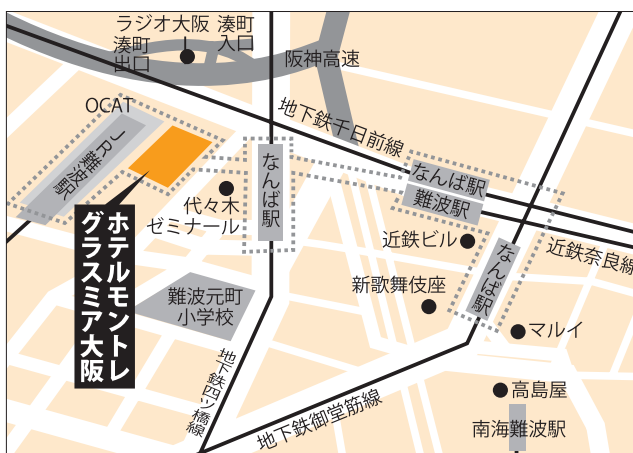 ラジオ大阪
湊町
入口
湊町
出口
阪神高速
OCAT
地下鉄千日前線
JR難波駅
なんば駅
なんば駅
難波駅
代々木
ゼミナール
近鉄ビル
近鉄奈良線
なんば駅
ホテルモントレ
グラスミア大阪
新歌舞伎座
難波元町
小学校
マルイ
地下鉄四ツ橋線
地下鉄御堂筋線
高島屋
南海難波駅